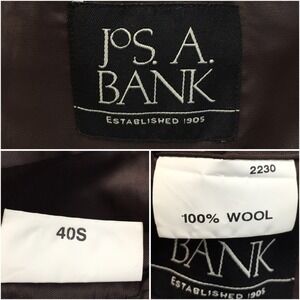 JOS. A.
BANK
ESTABLISHED 1905
40S
2230
100% WOOL
BANK
ESTABLISHED 1905